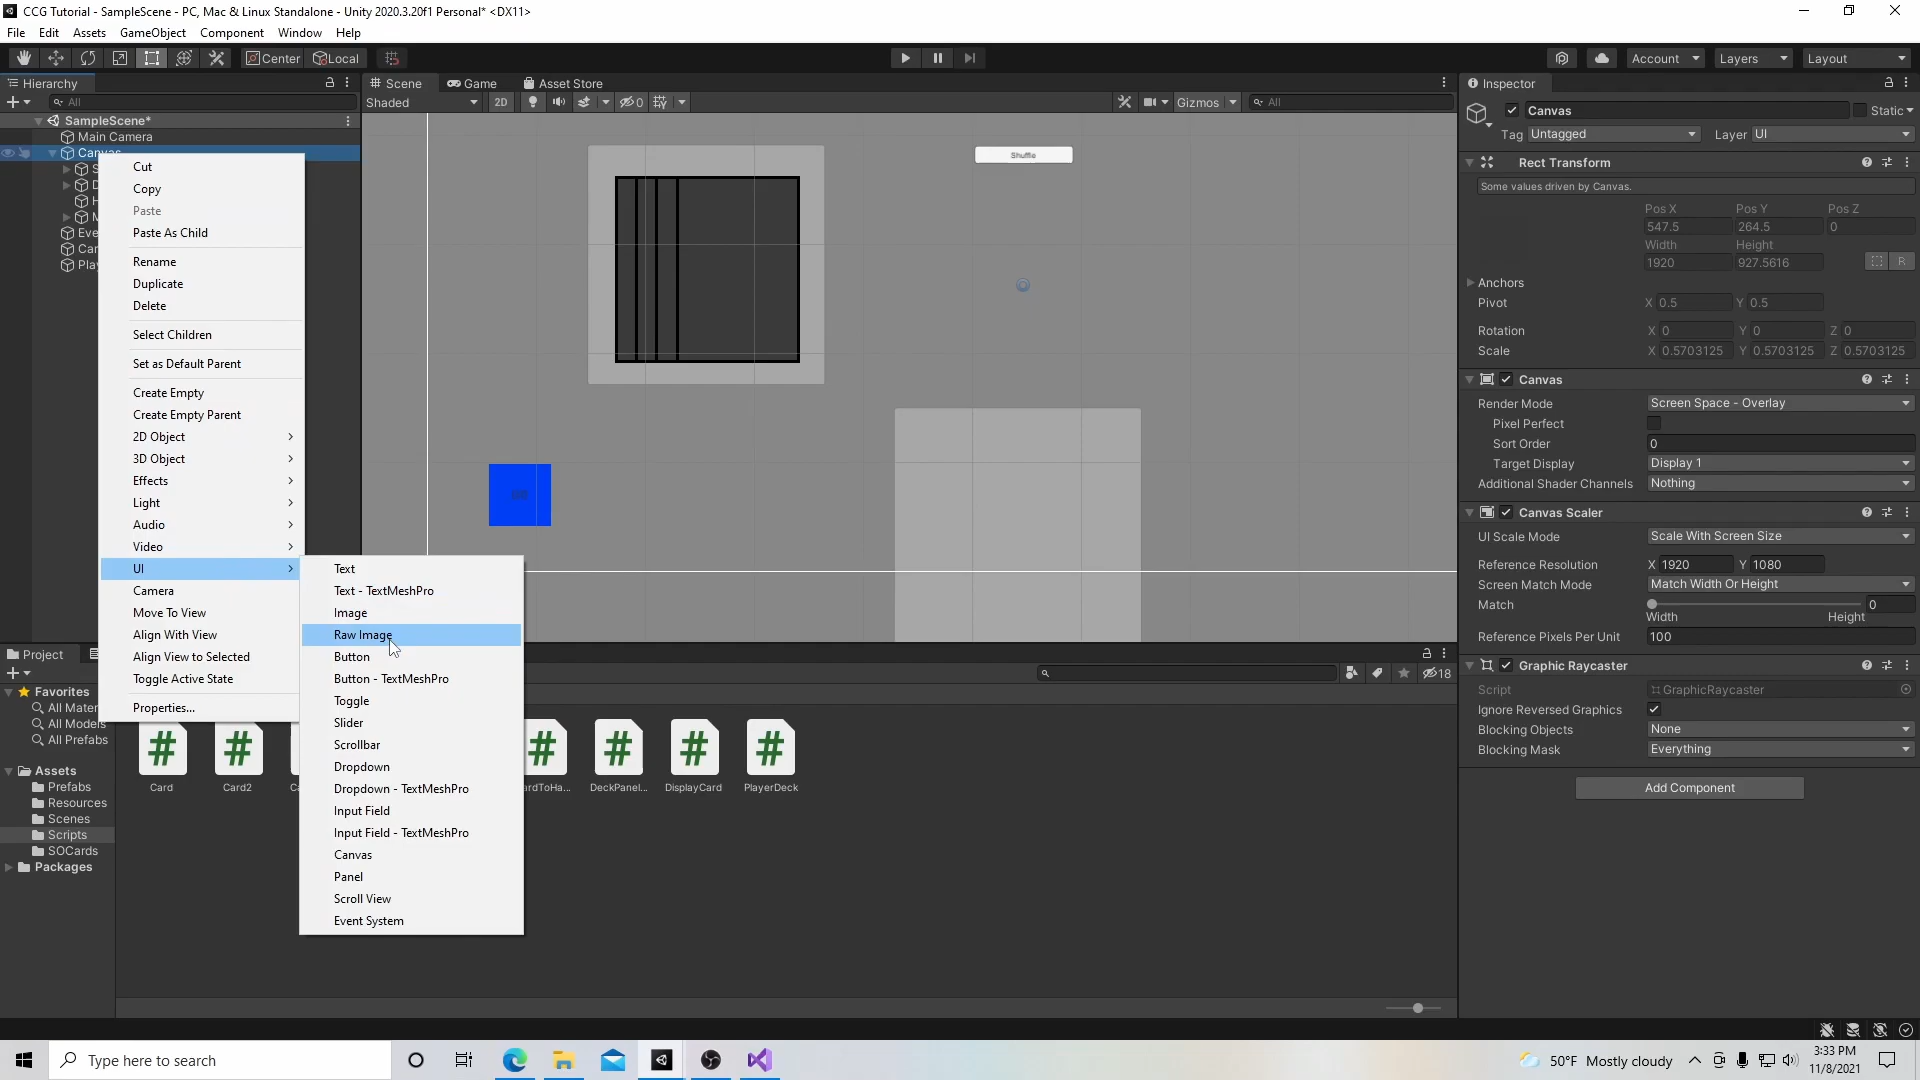 CCG Tutorial - SampleScene - PC, Mac & Linux Standalone - Unity 2020.3.20f1 Personal* <DX11>
File Edit Assets GameObject Component Window Help
Center Local Account Layers Layout
Hierarchy
All
SampleScene*
Main Camera
Canvas
Eve
Play
Cut
Copy
Paste
Paste As Child
Rename
Duplicate
Delete
Select Children
Set as Default Parent
Create Empty
Create Empty Parent
2D Object
3D Object
Effects
Light
Audio
Video
UI
Camera
Move To View
Align With View
Align View to Selected
Toggle Active State
Properties...
Text
Text - TextMeshPro
Image
Raw Image
Button
Button - TextMeshPro
Toggle
Slider
Scrollbar
Dropdown
Dropdown - TextMeshPro
Input Field
Input Field - TextMeshPro
Canvas
Panel
Scroll View
Event System
Scene Game Asset Store
Shaded 2D 0 Gizmos All
Shuffle
Project
Favorites
All Mater
All Models
All Prefabs
Assets
Prefabs
Resources
Scenes
Scripts
SOCards
Packages
18
Card Card2 Ca ardToHa... DeckPanel... DisplayCard PlayerDeck
Inspector
Canvas Static
Tag Untagged Layer UI
Rect Transform
Some values driven by Canvas.
Pos X Pos Y Pos Z
547.5 264.5 0
Width Height
1920 927.5616 R
Anchors
Pivot X 0.5 Y 0.5
Rotation X 0 Y 0 Z 0
Scale X 0.5703125 Y 0.5703125 Z 0.5703125
Canvas
Render Mode Screen Space - Overlay
Pixel Perfect
Sort Order 0
Target Display Display 1
Additional Shader Channels Nothing
Canvas Scaler
UI Scale Mode Scale With Screen Size
Reference Resolution X 1920 Y 1080
Screen Match Mode Match Width Or Height
Match 0
Width Height
Reference Pixels Per Unit 100
Graphic Raycaster
Script GraphicRaycaster
Ignore Reversed Graphics
Blocking Objects None
Blocking Mask Everything
Add Component
Type here to search
50°F Mostly cloudy
3:33 PM
11/8/2021